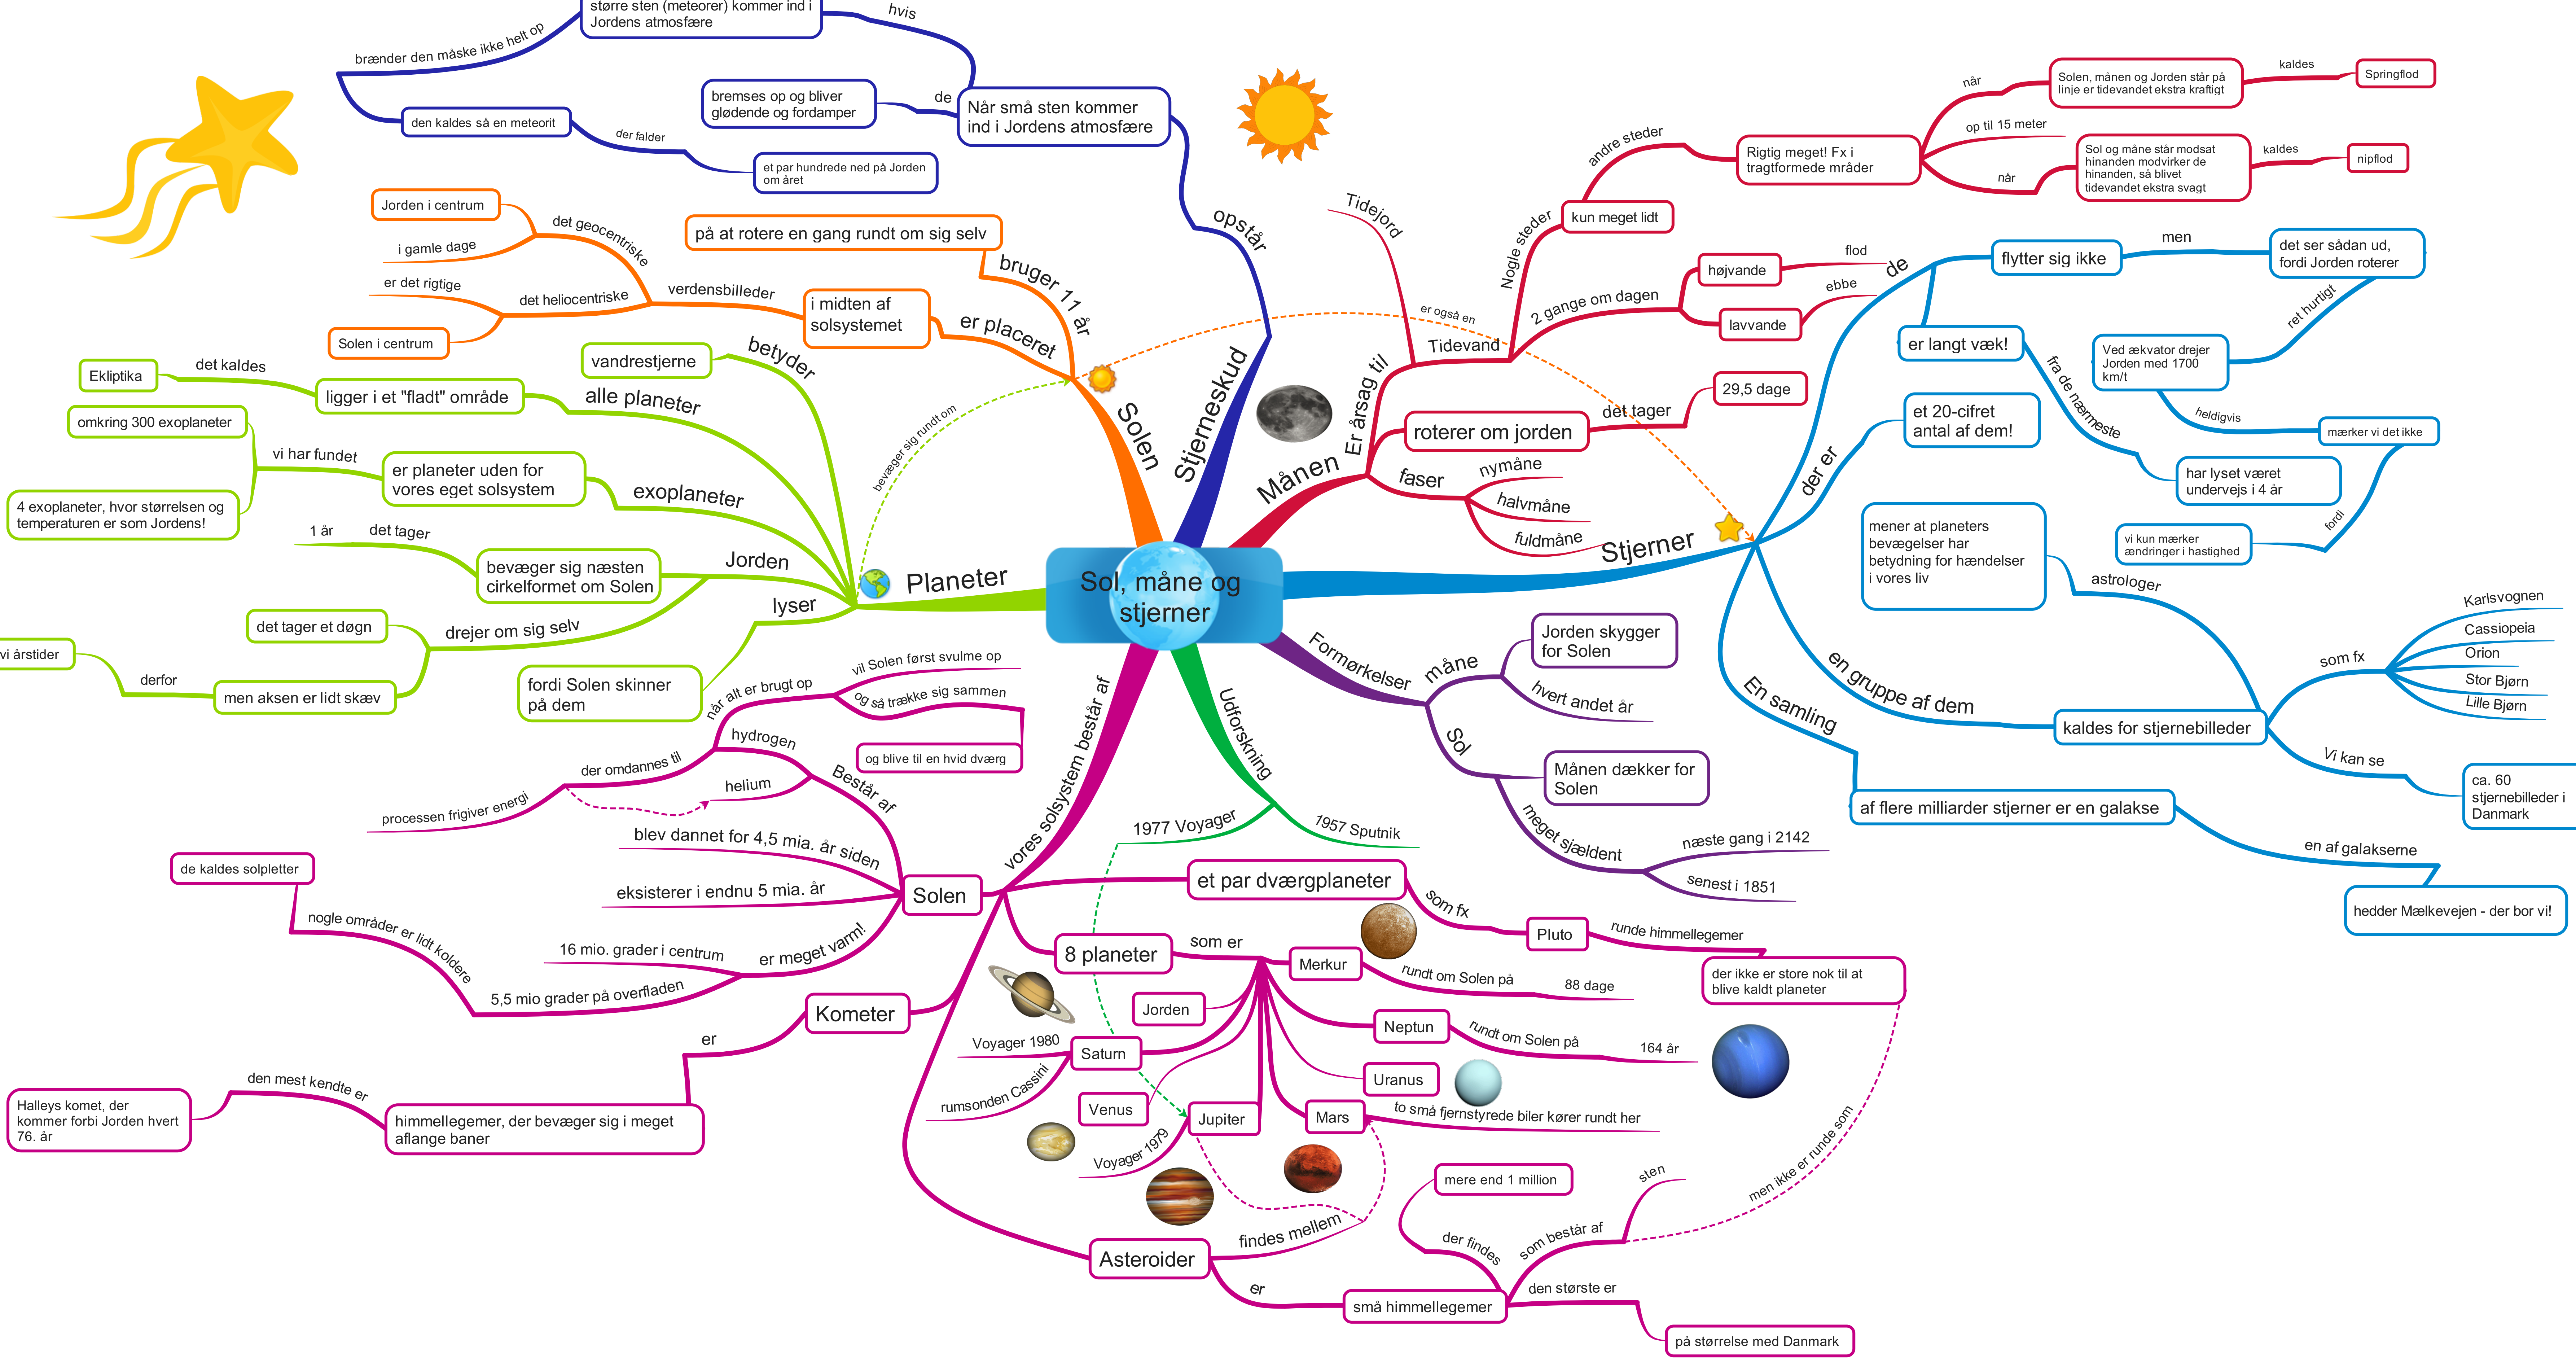 Sol, måne og
stjerner
Stjerneskud
opstår
Når små sten kommer
ind i Jordens atmosfære
de
bremses op og bliver
glødende og fordamper
hvis
større sten (meteorer) kommer ind i
Jordens atmosfære
brænder den måske ikke helt op
den kaldes så en meteorit
der falder
et par hundrede ned på Jorden
om året
Månen
Er årsag til
Tidejord
Tidevand
Nogle steder
kun meget lidt
andre steder
Rigtig meget! Fx i
tragtformede mråder
når
Solen, månen og Jorden står på
linje er tidevandet ekstra kraftigt
kaldes
Springflod
op til 15 meter
når
Sol og måne står modsat
hinanden modvirker de
hinanden, så blivet
tidevandet ekstra svagt
kaldes
nipflod
2 gange om dagen
højvande
flod
lavvande
ebbe
roterer om jorden
det tager
29,5 dage
faser
nymåne
halvmåne
fuldmåne
Stjerner
de
flytter sig ikke
men
det ser sådan ud,
fordi Jorden roterer
ret hurtigt
Ved ækvator drejer
Jorden med 1700
km/t
heldigvis
mærker vi det ikke
fordi
vi kun mærker
ændringer i hastighed
er langt væk!
fra de nærmeste
har lyset været
undervejs i 4 år
der er
et 20-cifret
antal af dem!
en gruppe af dem
kaldes for stjernebilleder
astrologer
mener at planeters
bevægelser har
betydning for hændelser
i vores liv
som fx
Karlsvognen
Cassiopeia
Orion
Stor Bjørn
Lille Bjørn
Vi kan se
ca. 60
stjernebilleder i
Danmark
En samling
af flere milliarder stjerner er en galakse
en af galakserne
hedder Mælkevejen - der bor vi!
Formørkelser
måne
Jorden skygger
for Solen
hvert andet år
Sol
Månen dækker for
Solen
meget sjældent
næste gang i 2142
senest i 1851
Udforskning
1977 Voyager
1957 Sputnik
vores solsystem består af
et par dværgplaneter
som fx
Pluto
runde himmellegemer
der ikke er store nok til at
blive kaldt planeter
8 planeter
som er
Merkur
rundt om Solen på
88 dage
Neptun
rundt om Solen på
164 år
Uranus
Mars
to små fjernstyrede biler kører rundt her
Jupiter
Voyager 1979
Venus
Saturn
Voyager 1980
rumsonden Cassini
Jorden
Asteroider
findes mellem
er
små himmellegemer
der findes
mere end 1 million
som består af
sten
men ikke er runde som
den største er
på størrelse med Danmark
Kometer
er
himmellegemer, der bevæger sig i meget
aflange baner
den mest kendte er
Halleys komet, der
kommer forbi Jorden hvert
76. år
Solen
Består af
hydrogen
når alt er brugt op
vil Solen først svulme op
og så trække sig sammen
og blive til en hvid dværg
der omdannes til
processen frigiver energi
helium
blev dannet for 4,5 mia. år siden
eksisterer i endnu 5 mia. år
er meget varm!
16 mio. grader i centrum
5,5 mio grader på overfladen
nogle områder er lidt koldere
de kaldes solpletter
Planeter
betyder
vandrestjerne
alle planeter
ligger i et "fladt" område
det kaldes
Ekliptika
exoplaneter
er planeter uden for
vores eget solsystem
vi har fundet
omkring 300 exoplaneter
4 exoplaneter, hvor størrelsen og
temperaturen er som Jordens!
Jorden
bevæger sig næsten
cirkelformet om Solen
det tager
1 år
drejer om sig selv
det tager et døgn
men aksen er lidt skæv
derfor
vi årstider
lyser
fordi Solen skinner
på dem
bevæger sig rundt om
Solen
bruger 11 år
på at rotere en gang rundt om sig selv
er placeret
i midten af
solsystemet
verdensbilleder
det geocentriske
Jorden i centrum
i gamle dage
det heliocentriske
er det rigtige
Solen i centrum
er også en